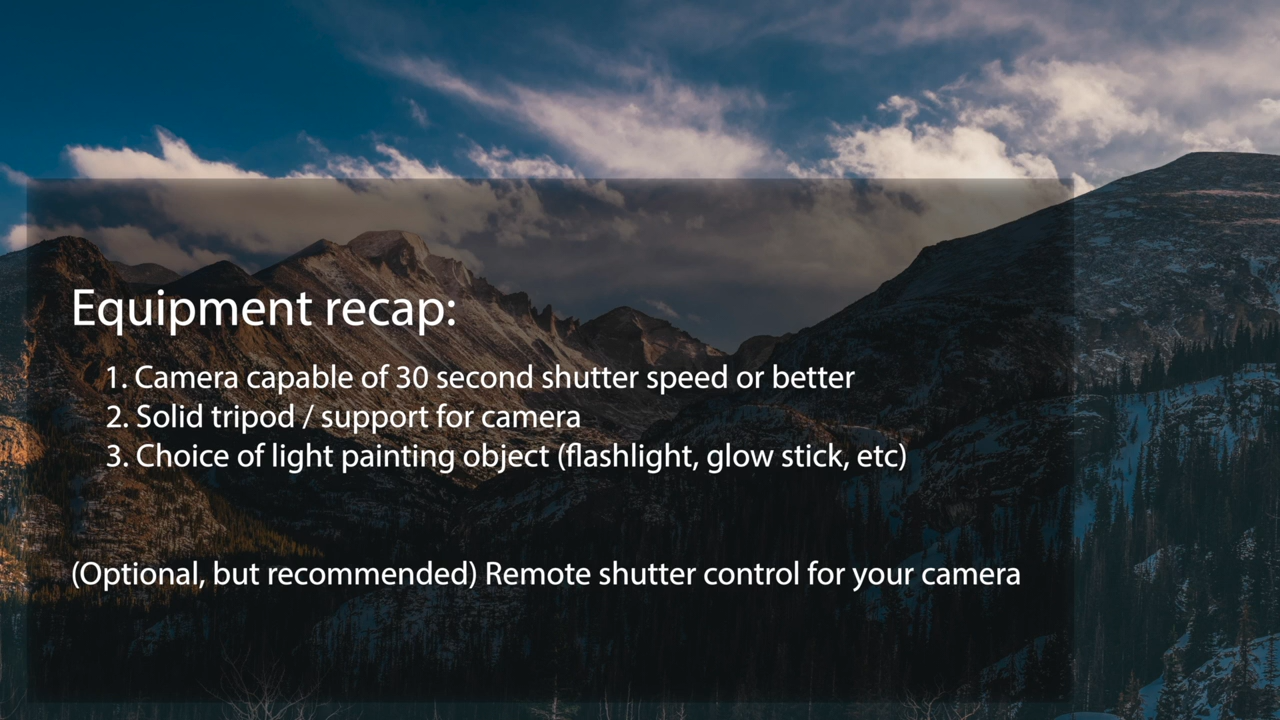 Equipment recap:
1. Camera capable of 30 second shutter speed or better
2. Solid tripod / support for camera
3. Choice of light painting object (flashlight, glow stick, etc)
(Optional, but recommended) Remote shutter control for your camera